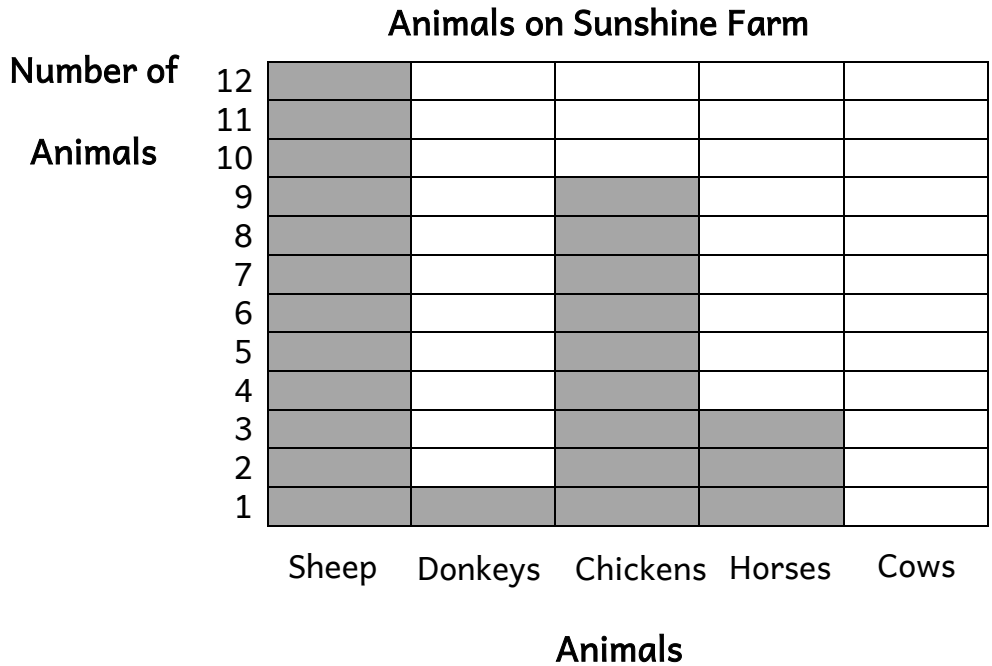 Animals on Sunshine Farm
Number of
Animals
12
11
10
9
8
7
6
5
4
3
2
1
Sheep Donkeys Chickens Horses Cows
Animals